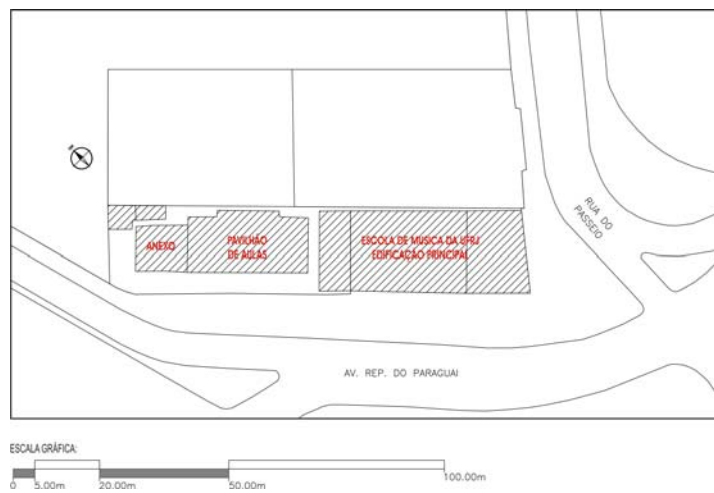 RUA DO
PASSEIO
ANEXO
PAVILHÃO
DE AULAS
ESCOLA DE MUSICA DA UFRJ
EDIFICAÇÃO PRINCIPAL
AV. REP. DO PARAGUAI
ESCALA GRÁFICA:
0 5.00m 20.00m 50.00m 100.00m